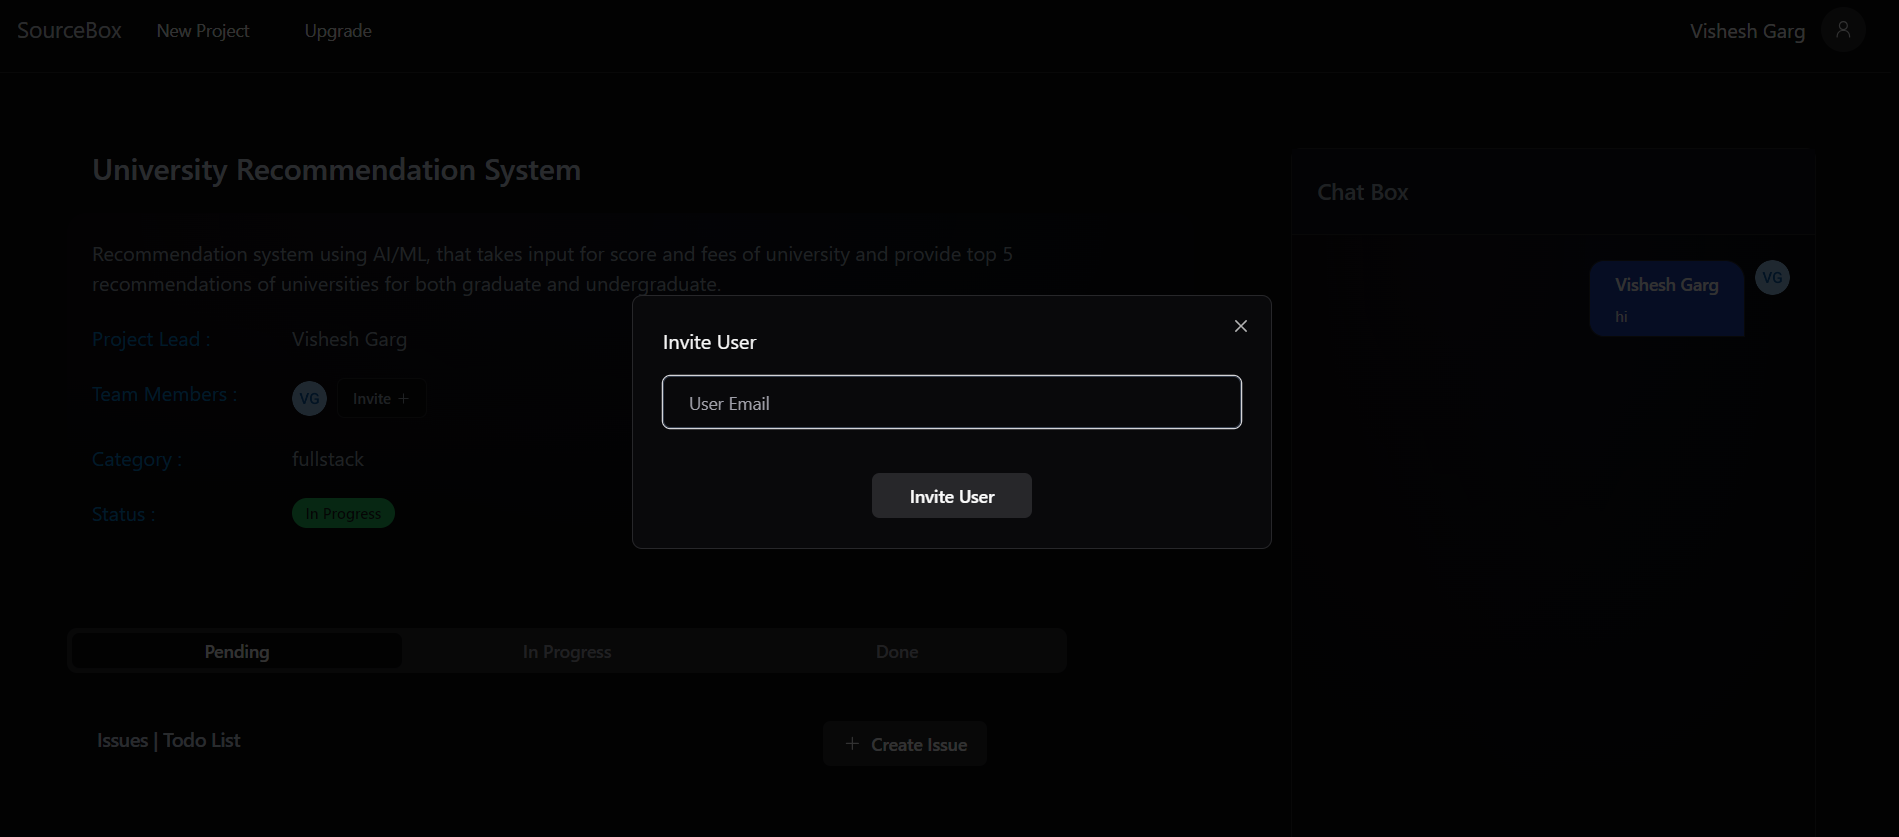 SourceBox New Project Upgrade Vishesh Garg
University Recommendation System
Recommendation system using AI/ML, that takes input for score and fees of university and provide top 5
recommendations of universities for both graduate and undergraduate.
Project Lead : Vishesh Garg
Team Members : VG Invite +
Category : fullstack
Status : In Progress
Invite User
User Email
Invite User
Pending In Progress Done
Issues | Todo List
+ Create Issue
Chat Box
Vishesh Garg
VG
hi